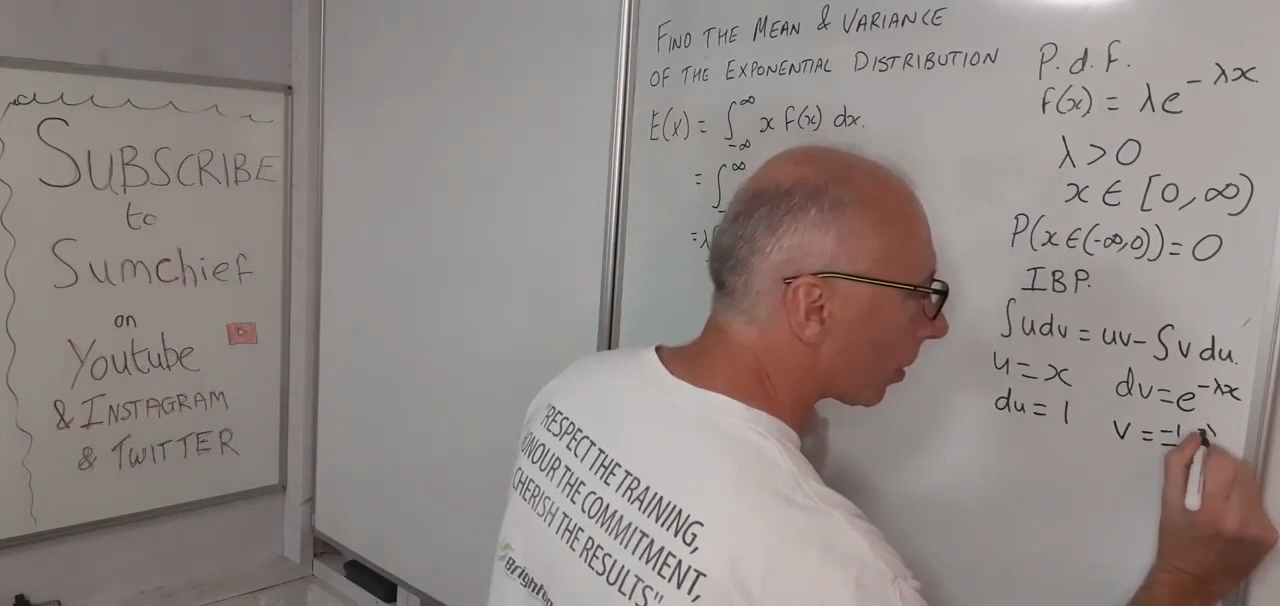 SUBSCRIBE
to
Sumchief
on
Youtube
& INSTAGRAM
& TWITTER
FIND THE MEAN & VARIANCE
OF THE EXPONENTIAL DISTRIBUTION
E(x) = ∫_{-∞}^{∞} x f(x) dx.
= ∫^{∞}
= λ
P.d.f.
f(x) = λe^{-λx}
λ > 0
x ∈ [0, ∞)
P(x ∈ (-∞, 0)) = 0
IBP.
∫udv = uv - ∫v du.
u = x dv = e^{-λx}
du = 1 v = -1
"RESPECT THE TRAINING,
HONOUR THE COMMITMENT,
CHERISH THE RESULTS"
Brighton